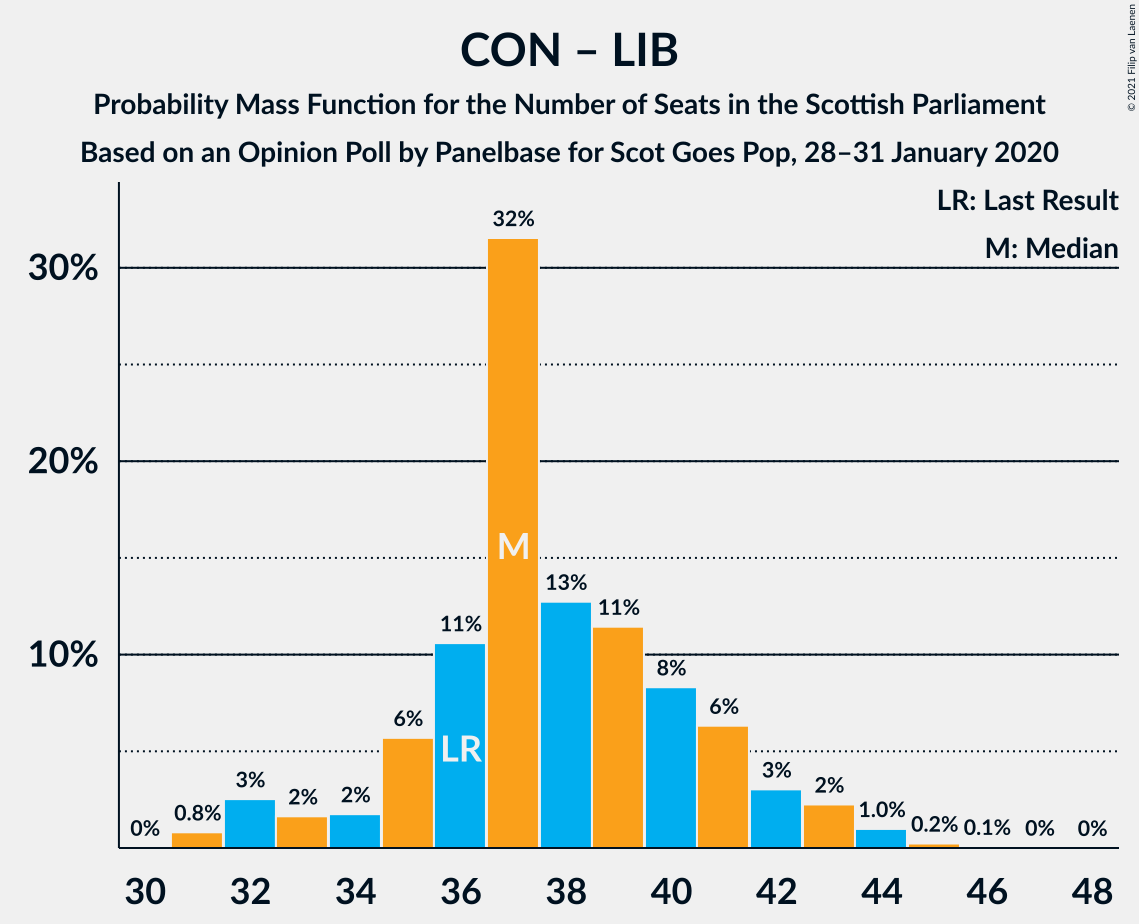 CON – LIB
Probability Mass Function for the Number of Seats in the Scottish Parliament
Based on an Opinion Poll by Panelbase for Scot Goes Pop, 28–31 January 2020
© 2021 Filip van Laenen
LR: Last Result
M: Median
30%
20%
10%
0%
0.8%
3%
2%
2%
6%
11%
32%
13%
11%
8%
6%
3%
2%
1.0%
0.2%
0.1%
0%
0%
LR
M
30 32 34 36 38 40 42 44 46 48